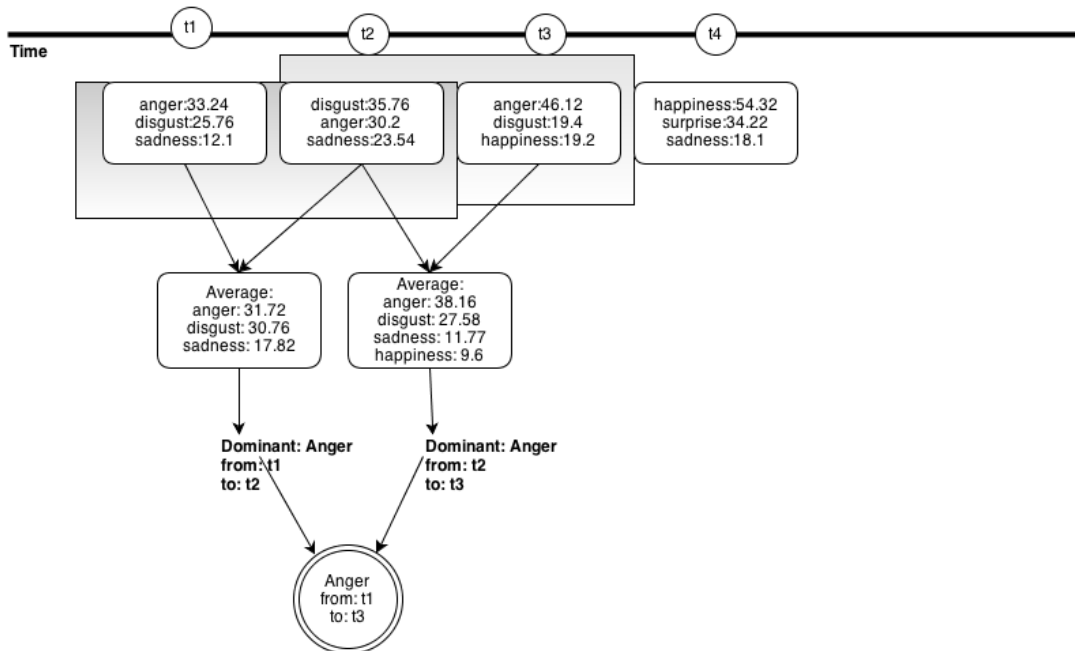 t1
t2
t3
t4
Time
anger:33.24
disgust:25.76
sadness:12.1
disgust:35.76
anger:30.2
sadness:23.54
anger:46.12
disgust:19.4
happiness:19.2
happiness:54.32
surprise:34.22
sadness:18.1
Average:
anger: 31.72
disgust: 30.76
sadness: 17.82
Average:
anger: 38.16
disgust: 27.58
sadness: 11.77
happiness: 9.6
Dominant: Anger
from: t1
to: t2
Dominant: Anger
from: t2
to: t3
Anger
from: t1
to: t3